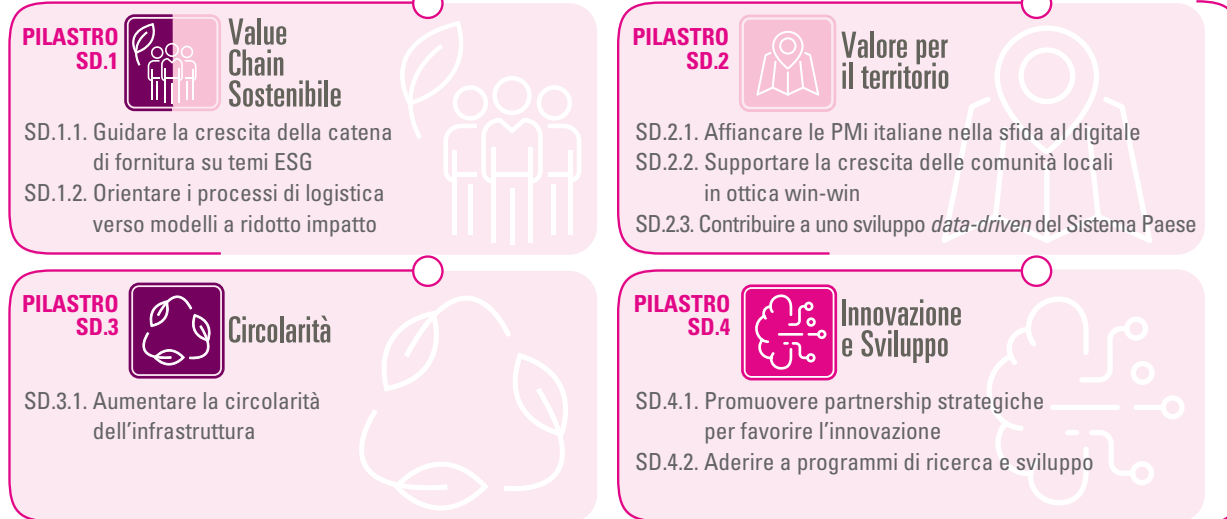 PILASTRO
SD.1
Value
Chain
Sostenibile
SD.1.1. Guidare la crescita della catena
di fornitura su temi ESG
SD.1.2. Orientare i processi di logistica
verso modelli a ridotto impatto
PILASTRO
SD.2
Valore per
il territorio
SD.2.1. Affiancare le PMi italiane nella sfida al digitale
SD.2.2. Supportare la crescita delle comunità locali
in ottica win-win
SD.2.3. Contribuire a uno sviluppo data-driven del Sistema Paese
PILASTRO
SD.3
Circolarità
SD.3.1. Aumentare la circolarità
dell'infrastruttura
PILASTRO
SD.4
Innovazione
e Sviluppo
SD.4.1. Promuovere partnership strategiche
per favorire l'innovazione
SD.4.2. Aderire a programmi di ricerca e sviluppo